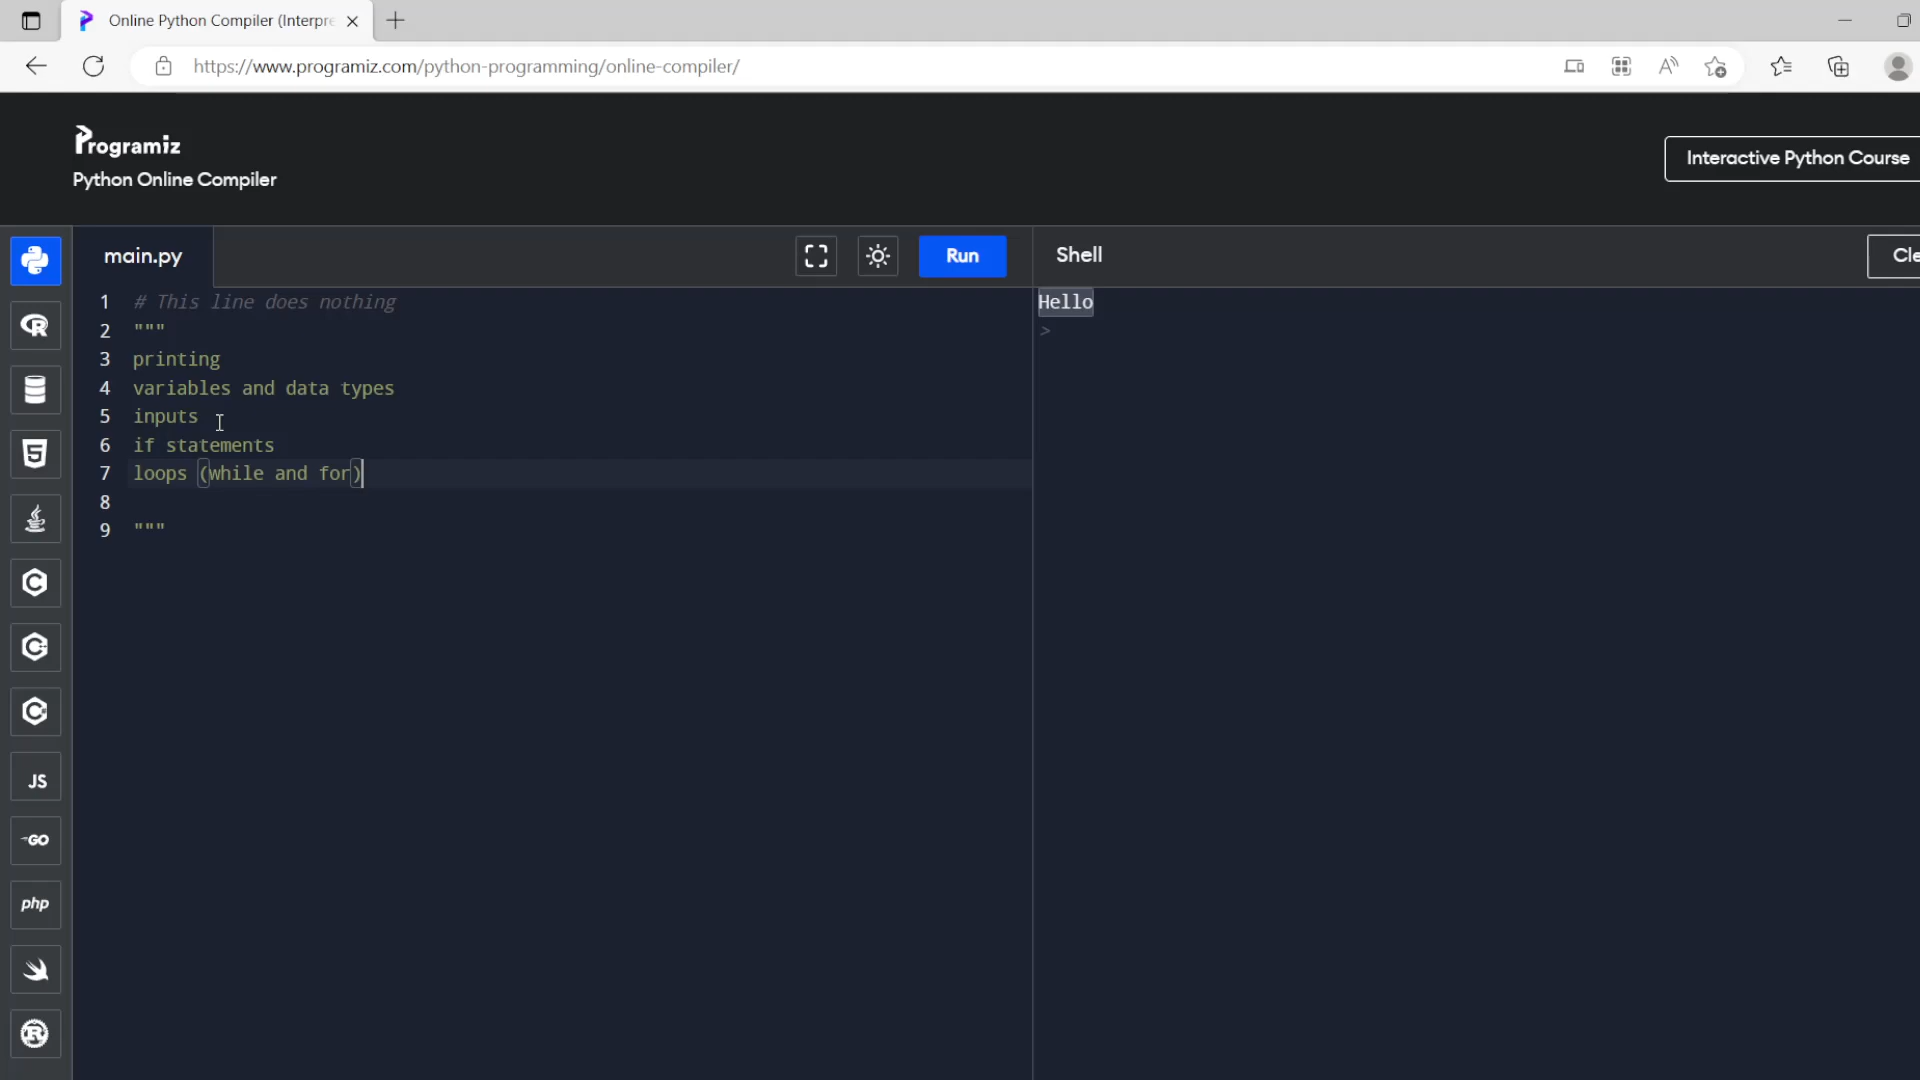 Online Python Compiler (Interpre
https://www.programiz.com/python-programming/online-compiler/
Programiz
Python Online Compiler
Interactive Python Course
main.py
Run
Shell
Cle
1 # This line does nothing
2 """
3 printing
4 variables and data types
5 inputs
6 if statements
7 loops (while and for)
8
9 """
Hello
>
R
5
C
C
C
JS
GO
php
R